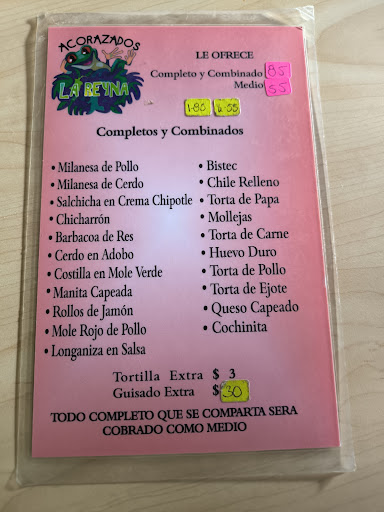 ACORAZADOS
LA REYNA
LE OFRECE
Completo y Combinado 85
Medio 55
1-85 ½-55
Completos y Combinados
• Milanesa de Pollo
• Milanesa de Cerdo
• Salchicha en Crema Chipotle
• Chicharrón
• Barbacoa de Res
• Cerdo en Adobo
• Costilla en Mole Verde
• Manita Capeada
• Rollos de Jamón
• Mole Rojo de Pollo
• Longaniza en Salsa
• Bistec
• Chile Relleno
• Torta de Papa
• Mollejas
• Torta de Carne
• Huevo Duro
• Torta de Pollo
• Torta de Ejote
• Queso Capeado
• Cochinita
Tortilla Extra $ 3
Guisado Extra $30
TODO COMPLETO QUE SE COMPARTA SERA
COBRADO COMO MEDIO